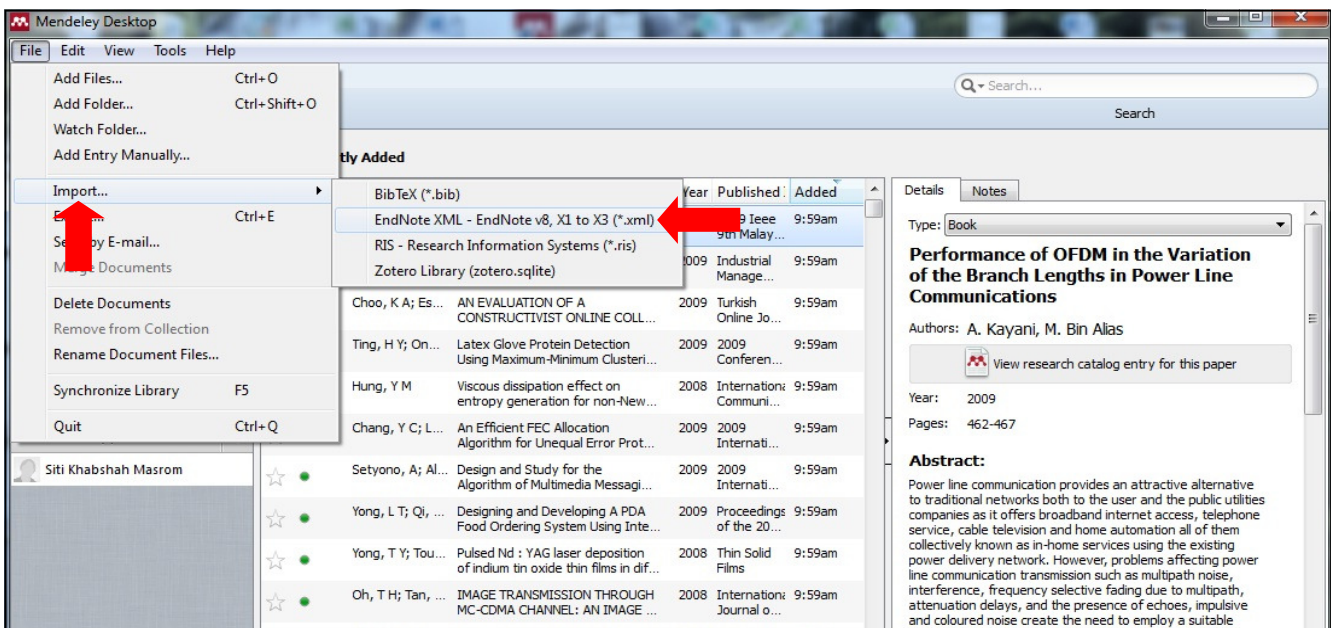 Mendeley Desktop
File Edit View Tools Help
Add Files... Ctrl+O
Add Folder... Ctrl+Shift+O
Watch Folder...
Add Entry Manually...
Import...
Ctrl+E
by E-mail...
Documents
Delete Documents
Remove from Collection
Rename Document Files...
Synchronize Library F5
Quit Ctrl+Q
Siti Khabshah Masrom
BibTeX (*.bib)
EndNote XML - EndNote v8, X1 to X3 (*.xml)
RIS - Research Information Systems (*.ris)
Zotero Library (zotero.sqlite)
Search...
Search
tly Added
Year Published Added
9 Ieee 9:59am
9th Malay...
009 Industrial 9:59am
Manage...
Choo, K A; Es... AN EVALUATION OF A 2009 Turkish 9:59am
CONSTRUCTIVIST ONLINE COLL... Online Jo...
Ting, H Y; On... Latex Glove Protein Detection 2009 2009 9:59am
Using Maximum-Minimum Clusteri... Conferen...
Hung, Y M Viscous dissipation effect on 2008 Internationa 9:59am
entropy generation for non-New... Communi...
Chang, Y C; L... An Efficient FEC Allocation 2009 2009 9:59am
Algorithm for Unequal Error Prot... Internati...
Setyono, A; Al... Design and Study for the 2009 2009 9:59am
Algorithm of Multimedia Messagi... Internati...
Yong, L T; Qi, ... Designing and Developing A PDA 2009 Proceedings 9:59am
Food Ordering System Using Inte... of the 20...
Yong, T Y; Tou... Pulsed Nd : YAG laser deposition 2008 Thin Solid 9:59am
of indium tin oxide thin films in dif... Films
Oh, T H; Tan, ... IMAGE TRANSMISSION THROUGH 2008 Internationa 9:59am
MC-CDMA CHANNEL: AN IMAGE ... Journal o...
Details Notes
Type: Book
Performance of OFDM in the Variation
of the Branch Lengths in Power Line
Communications
Authors: A. Kayani, M. Bin Alias
View research catalog entry for this paper
Year: 2009
Pages: 462-467
Abstract:
Power line communication provides an attractive alternative
to traditional networks both to the user and the public utilities
companies as it offers broadband internet access, telephone
service, cable television and home automation all of them
collectively known as in-home services using the existing
power delivery network. However, problems affecting power
line communication transmission such as multipath noise,
interference, frequency selective fading due to multipath,
attenuation delays, and the presence of echoes, impulsive
and coloured noise create the need to employ a suitable